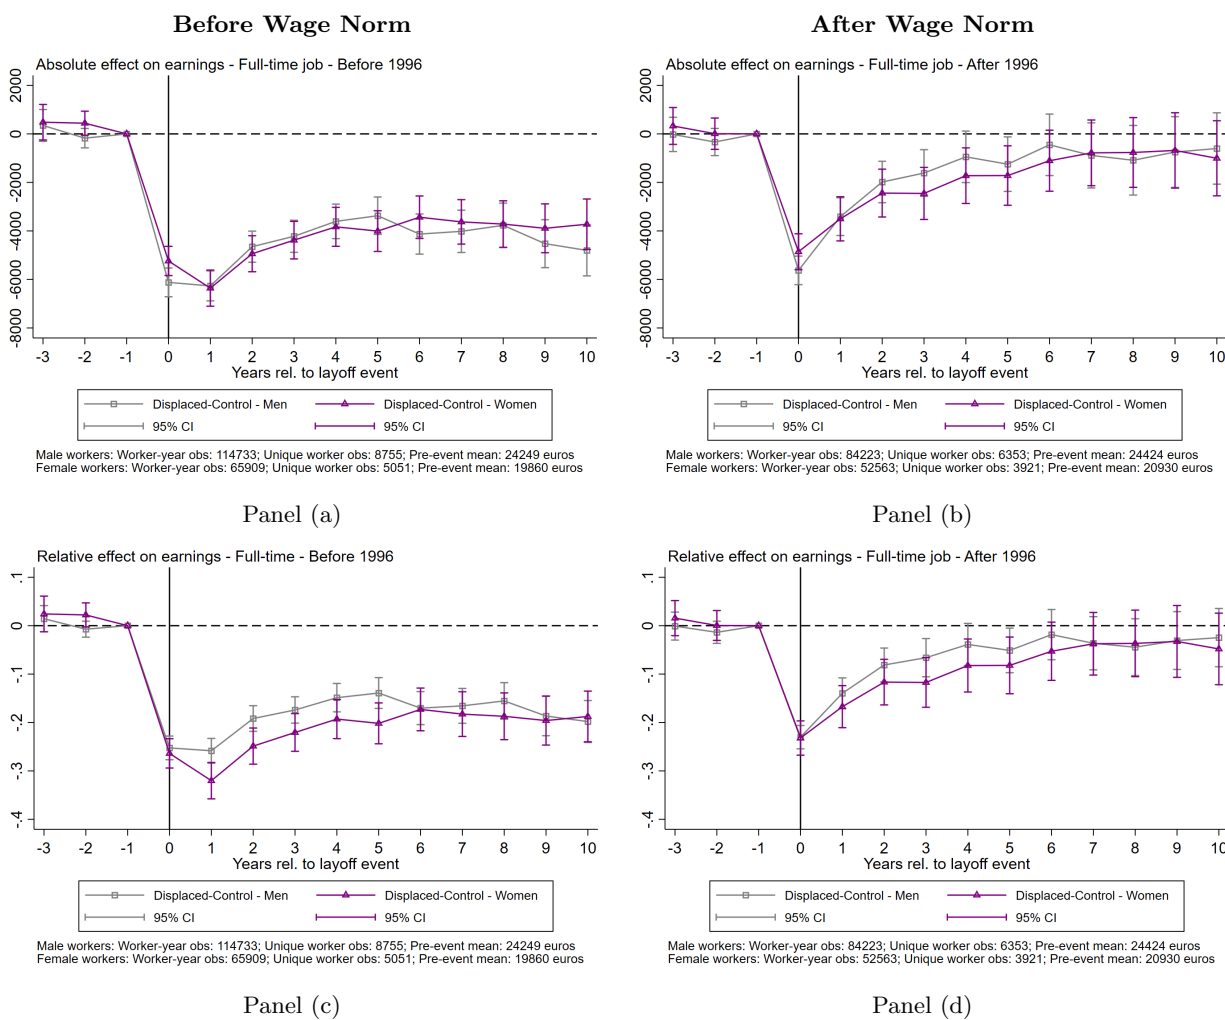 Before Wage Norm
After Wage Norm
Absolute effect on earnings - Full-time job - Before 1996
2000
0
-2000
-4000
-6000
-8000
-3 -2 -1 0 1 2 3 4 5 6 7 8 9 10
Years rel. to layoff event
Displaced-Control - Men
Displaced-Control - Women
95% CI
95% CI
Male workers: Worker-year obs: 114733; Unique worker obs: 8755; Pre-event mean: 24249 euros
Female workers: Worker-year obs: 65909; Unique worker obs: 5051; Pre-event mean: 19860 euros
Panel (a)
Absolute effect on earnings - Full-time job - After 1996
2000
0
-2000
-4000
-6000
-8000
-3 -2 -1 0 1 2 3 4 5 6 7 8 9 10
Years rel. to layoff event
Displaced-Control - Men
Displaced-Control - Women
95% CI
95% CI
Male workers: Worker-year obs: 84223; Unique worker obs: 6353; Pre-event mean: 24424 euros
Female workers: Worker-year obs: 52563; Unique worker obs: 3921; Pre-event mean: 20930 euros
Panel (b)
Relative effect on earnings - Full-time - Before 1996
.1
0
-.1
-.2
-.3
-.4
-3 -2 -1 0 1 2 3 4 5 6 7 8 9 10
Years rel. to layoff event
Displaced-Control - Men
Displaced-Control - Women
95% CI
95% CI
Male workers: Worker-year obs: 114733; Unique worker obs: 8755; Pre-event mean: 24249 euros
Female workers: Worker-year obs: 65909; Unique worker obs: 5051; Pre-event mean: 19860 euros
Panel (c)
Relative effect on earnings - Full-time job - After 1996
.1
0
-.1
-.2
-.3
-.4
-3 -2 -1 0 1 2 3 4 5 6 7 8 9 10
Years rel. to layoff event
Displaced-Control - Men
Displaced-Control - Women
95% CI
95% CI
Male workers: Worker-year obs: 84223; Unique worker obs: 6353; Pre-event mean: 24424 euros
Female workers: Worker-year obs: 52563; Unique worker obs: 3921; Pre-event mean: 20930 euros
Panel (d)